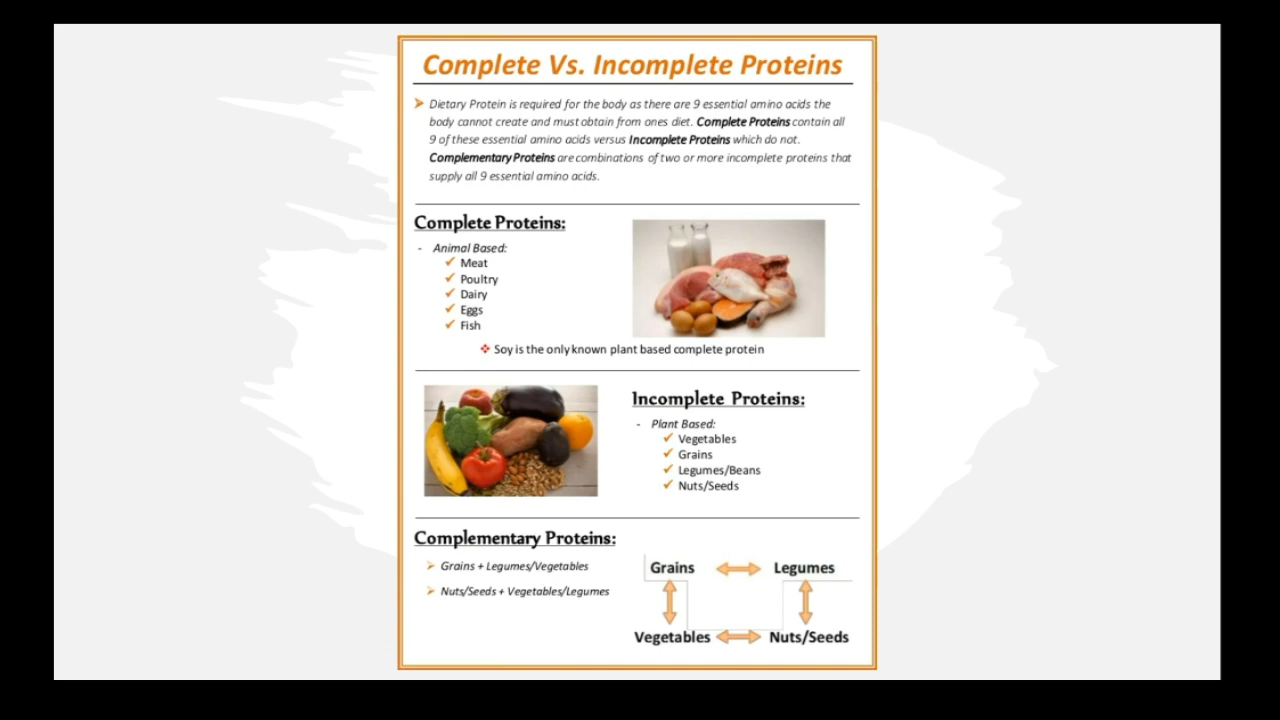 Complete Vs. Incomplete Proteins
Dietary Protein is required for the body as there are 9 essential amino acids the
body cannot create and must obtain from ones diet. Complete Proteins contain all
9 of these essential amino acids versus Incomplete Proteins which do not.
Complementary Proteins are combinations of two or more incomplete proteins that
supply all 9 essential amino acids.
Complete Proteins:
- Animal Based:
✓ Meat
✓ Poultry
✓ Dairy
✓ Eggs
✓ Fish
❖ Soy is the only known plant based complete protein
Incomplete Proteins:
- Plant Based:
✓ Vegetables
✓ Grains
✓ Legumes/Beans
✓ Nuts/Seeds
Complementary Proteins:
Grains + Legumes/Vegetables
Nuts/Seeds + Vegetables/Legumes
Grains Legumes
Vegetables Nuts/Seeds